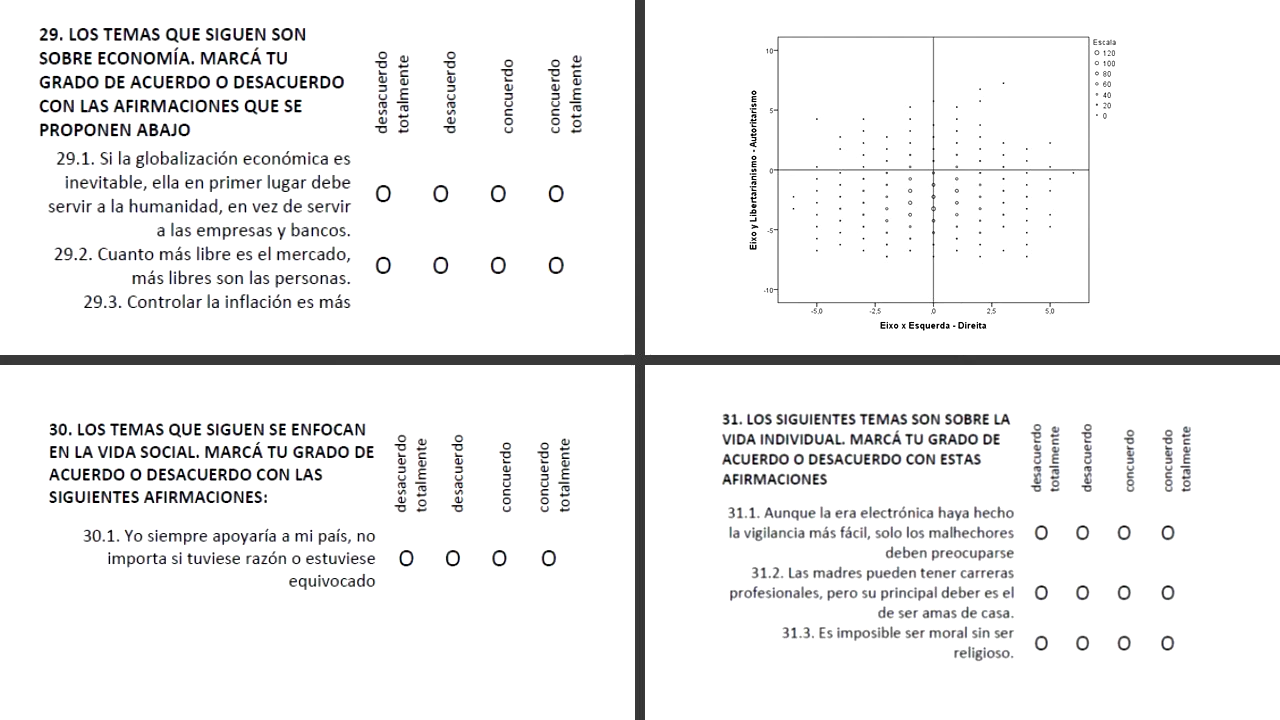 29. LOS TEMAS QUE SIGUEN SON
SOBRE ECONOMÍA. MARCÁ TU
GRADO DE ACUERDO O DESACUERDO
CON LAS AFIRMACIONES QUE SE
PROPONEN ABAJO
desacuerdo
totalmente
desacuerdo
concuerdo
concuerdo
totalmente
29.1. Si la globalización económica es
inevitable, ella en primer lugar debe
servir a la humanidad, en vez de servir
a las empresas y bancos.
O O O O
29.2. Cuanto más libre es el mercado,
más libres son las personas.
O O O O
29.3. Controlar la inflación es más
Eixo y Libertarianismo - Autoritarismo
10
5
0
-5
-10
-5,0
-2,5
,0
2,5
5,0
Eixo x Esquerda - Direita
Escala
120
100
80
60
40
20
0
30. LOS TEMAS QUE SIGUEN SE ENFOCAN
EN LA VIDA SOCIAL. MARCÁ TU GRADO DE
ACUERDO O DESACUERDO CON LAS
SIGUIENTES AFIRMACIONES:
desacuerdo
totalmente
desacuerdo
concuerdo
concuerdo
totalmente
30.1. Yo siempre apoyaría a mi país, no
importa si tuviese razón o estuviese
equivocado
O O O O
31. LOS SIGUIENTES TEMAS SON SOBRE LA
VIDA INDIVIDUAL. MARCÁ TU GRADO DE
ACUERDO O DESACUERDO CON ESTAS
AFIRMACIONES
desacuerdo
totalmente
desacuerdo
concuerdo
concuerdo
totalmente
31.1. Aunque la era electrónica haya hecho
la vigilancia más fácil, solo los malhechores
deben preocuparse
O O O O
31.2. Las madres pueden tener carreras
profesionales, pero su principal deber es el
de ser amas de casa.
O O O O
31.3. Es imposible ser moral sin ser
religioso.
O O O O